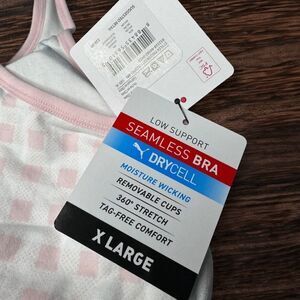 LOW SUPPORT
SEAMLESS BRA
DRYCELL
MOISTURE WICKING
REMOVABLE CUPS
360° STRETCH
TAG-FREE COMFORT
X LARGE